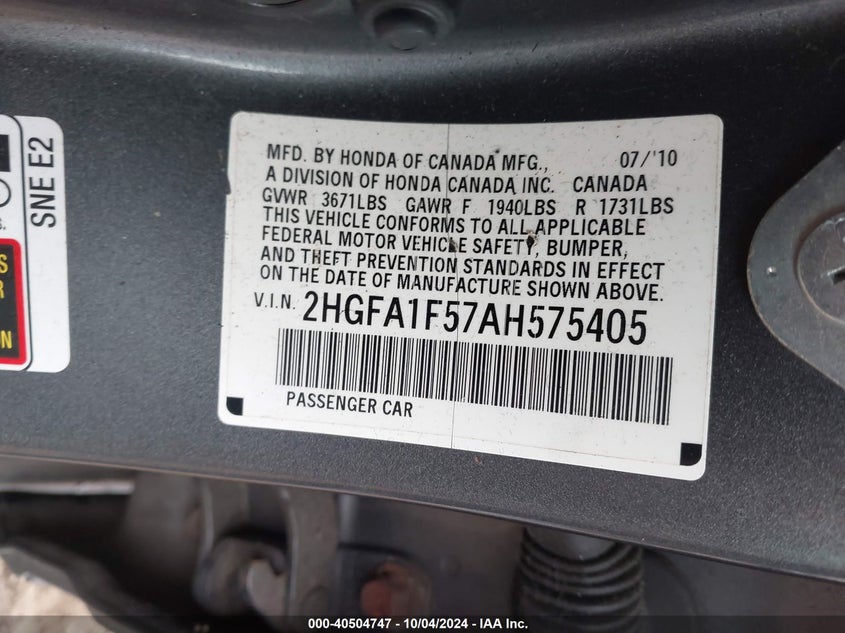 MFD. BY HONDA OF CANADA MFG., 07/'10
A DIVISION OF HONDA CANADA INC. CANADA
GVWR 3671LBS GAWR F 1940LBS R 1731LBS
THIS VEHICLE CONFORMS TO ALL APPLICABLE
FEDERAL MOTOR VEHICLE SAFETY, BUMPER,
AND THEFT PREVENTION STANDARDS IN EFFECT
ON THE DATE OF MANUFACTURE SHOWN ABOVE.
V.I.N. 2HGFA1F57AH575405
PASSENGER CAR
SNE E2
000-40504747 - 10/04/2024 - IAA Inc.